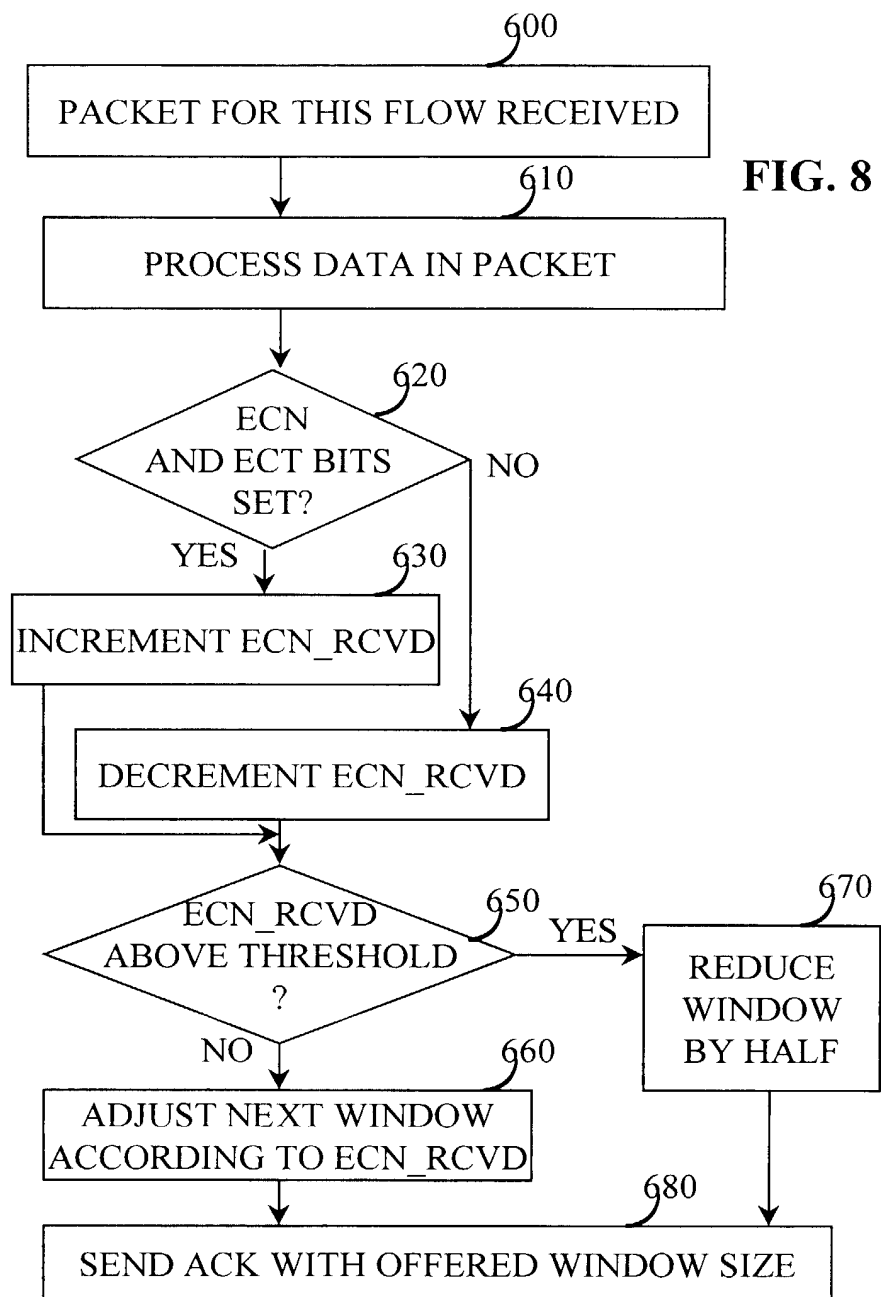 600
PACKET FOR THIS FLOW RECEIVED
FIG. 8
610
PROCESS DATA IN PACKET
620
ECN
AND ECT BITS
SET?
NO
YES
630
INCREMENT ECN_RCVD
640
DECREMENT ECN_RCVD
650
ECN_RCVD
ABOVE THRESHOLD
?
YES
670
REDUCE
WINDOW
BY HALF
NO
660
ADJUST NEXT WINDOW
ACCORDING TO ECN_RCVD
680
SEND ACK WITH OFFERED WINDOW SIZE